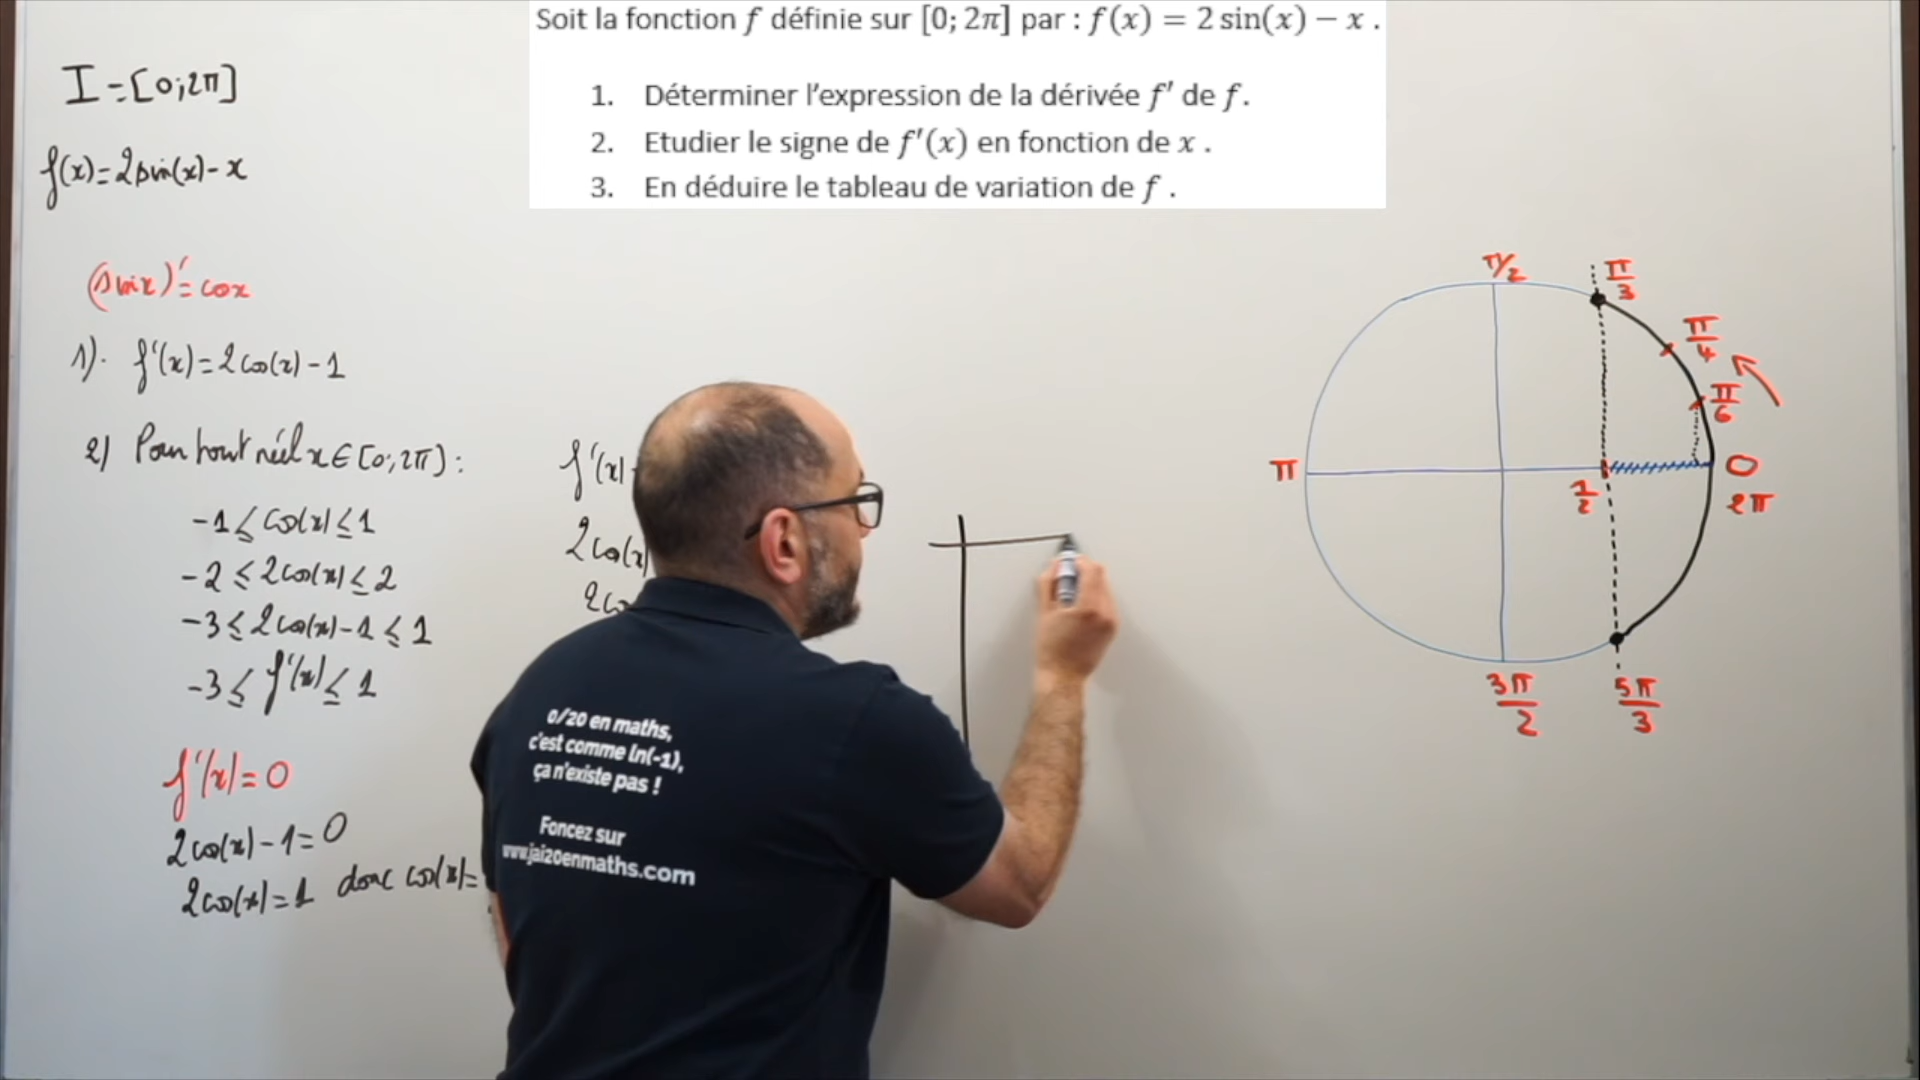 Soit la fonction f définie sur [0; 2π] par : f(x) = 2 sin(x) − x .
1. Déterminer l’expression de la dérivée f′ de f.
2. Etudier le signe de f′(x) en fonction de x .
3. En déduire le tableau de variation de f .
I = [0;2π]
f(x)=2sin(x)-x
(sinx)'=cosx
1). f'(x)=2cos(x)-1
2) Pour tout réel x∈[0;2π]:
-1≤cos(x)≤1
-2≤2cos(x)≤2
-3≤2cos(x)-1≤1
-3≤f'(x)≤1
f'(x)=0
2cos(x)-1=0
2cos(x)=1 donc cos(x)=
f'(x)
2cos(x)
2co
0/20 en maths,
c'est comme ln(-1),
ça n'existe pas !
Foncez sur
www.jai20enmaths.com
π/2
π/3
π/4
π/6
π
1/2
0
2π
3π/2
5π/3